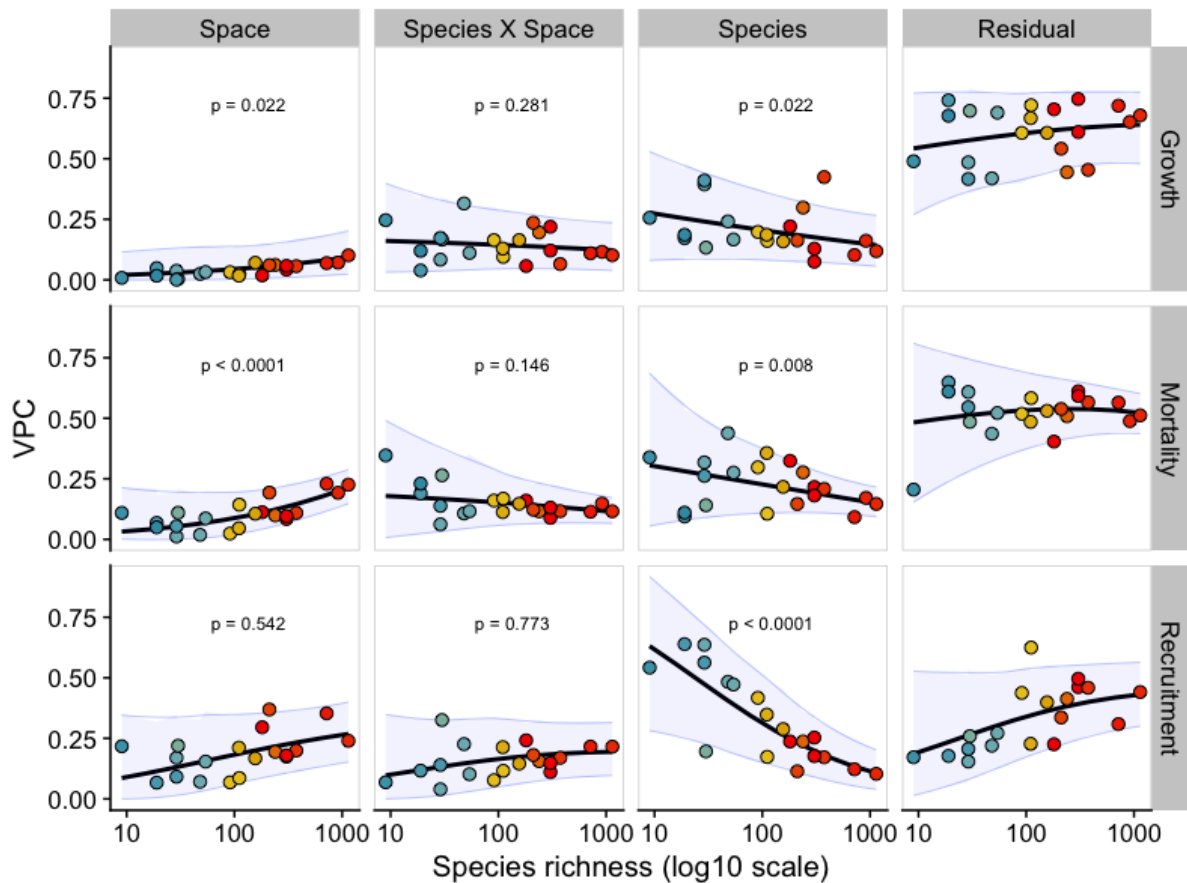 Space Species X Space Species Residual
0.75
0.50
0.25
0.00
p = 0.022
p = 0.281
p = 0.022
Growth
0.75
0.50
0.25
0.00
p < 0.0001
p = 0.146
p = 0.008
Mortality
VPC
0.75
0.50
0.25
0.00
p = 0.542
p = 0.773
p < 0.0001
Recruitment
10 100 1000 10 100 1000 10 100 1000 10 100 1000
Species richness (log10 scale)